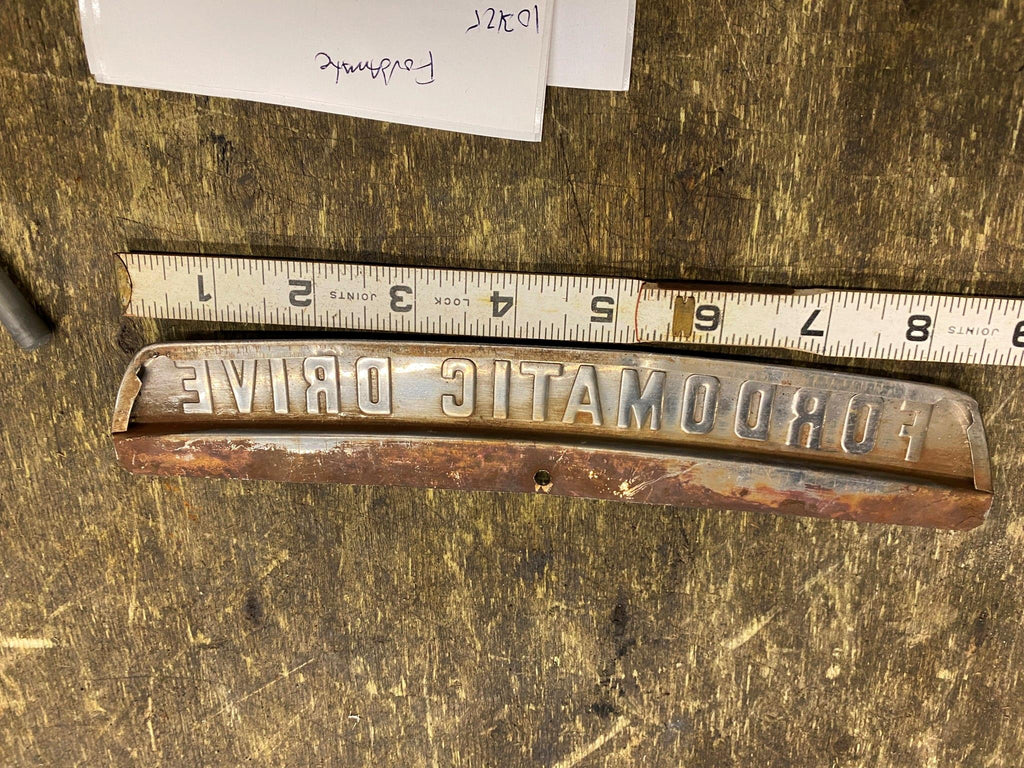 Fordomatic
1 2 JOINTS 3 LOCK 4 5 6 7 8 JOINTS 9
FORDOMATIC DRIVE